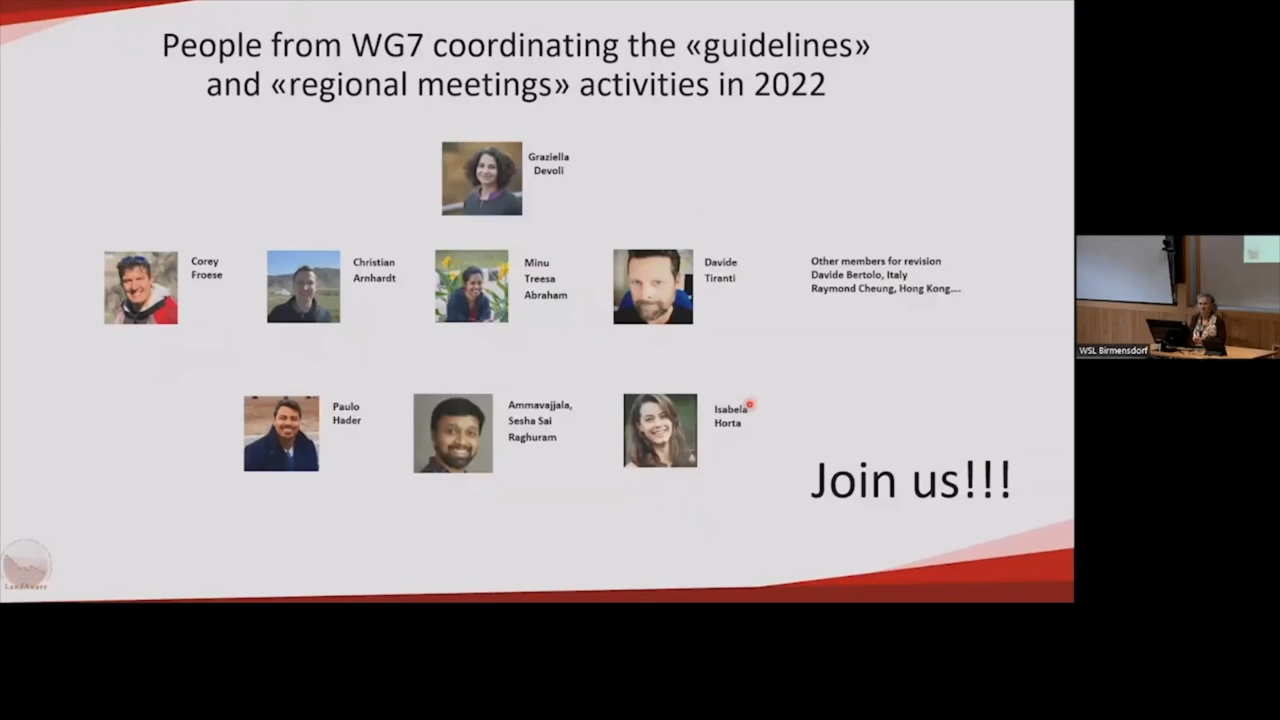 People from WG7 coordinating the «guidelines»
and «regional meetings» activities in 2022
Graziella
Devoli
Corey
Froese
Christian
Arnhardt
Minu
Treesa
Abraham
Davide
Tiranti
Other members for revision
Davide Bertolo, Italy
Raymond Cheung, Hong Kong....
WSL Birmensdorf
Paulo
Hader
Ammavajjala,
Sesha Sai
Raghuram
Isabela
Horta
Join us!!!
LandAware